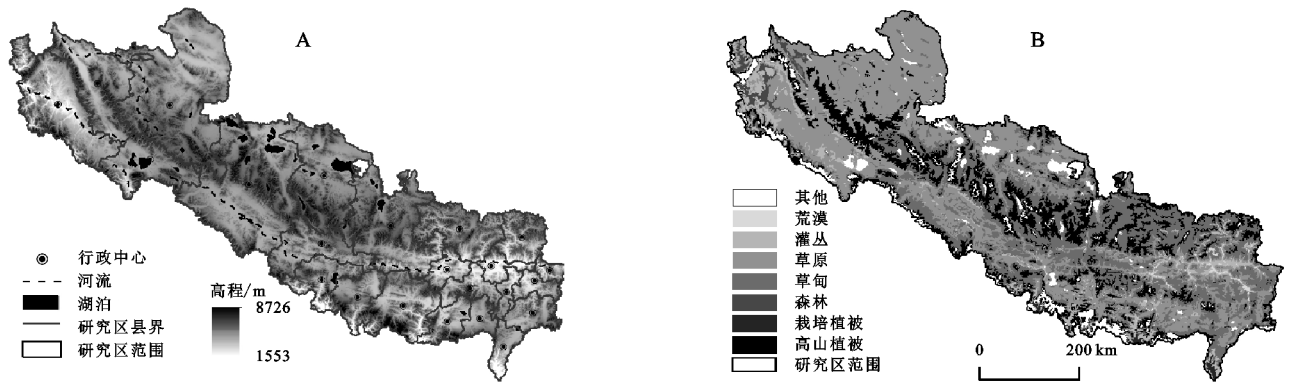 A
行政中心
河流
湖泊
研究区县界
研究区范围
高程/m
8726
1553
B
其他
荒漠
灌丛
草原
草甸
森林
栽培植被
高山植被
研究区范围
0 200 km